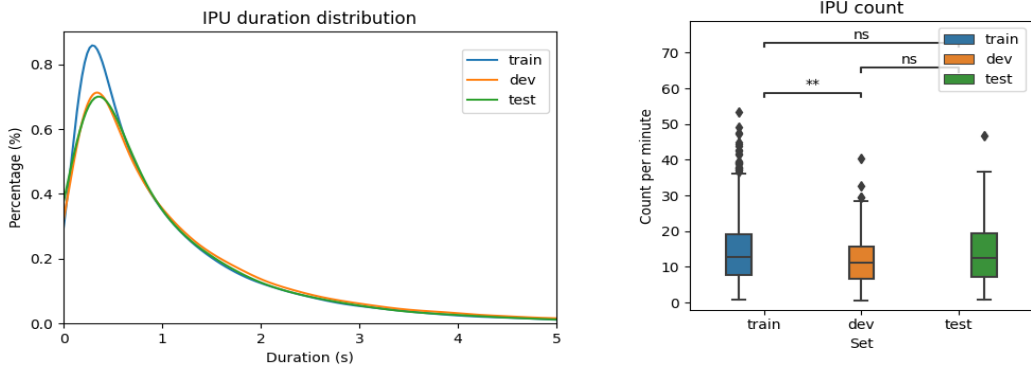 IPU duration distribution
Percentage (%)
0.8
0.6
0.4
0.2
0.0
train
dev
test
0
1
2
3
4
5
Duration (s)
IPU count
Count per minute
70
60
50
40
30
20
10
0
ns
ns
**
train
dev
test
train
dev
test
Set